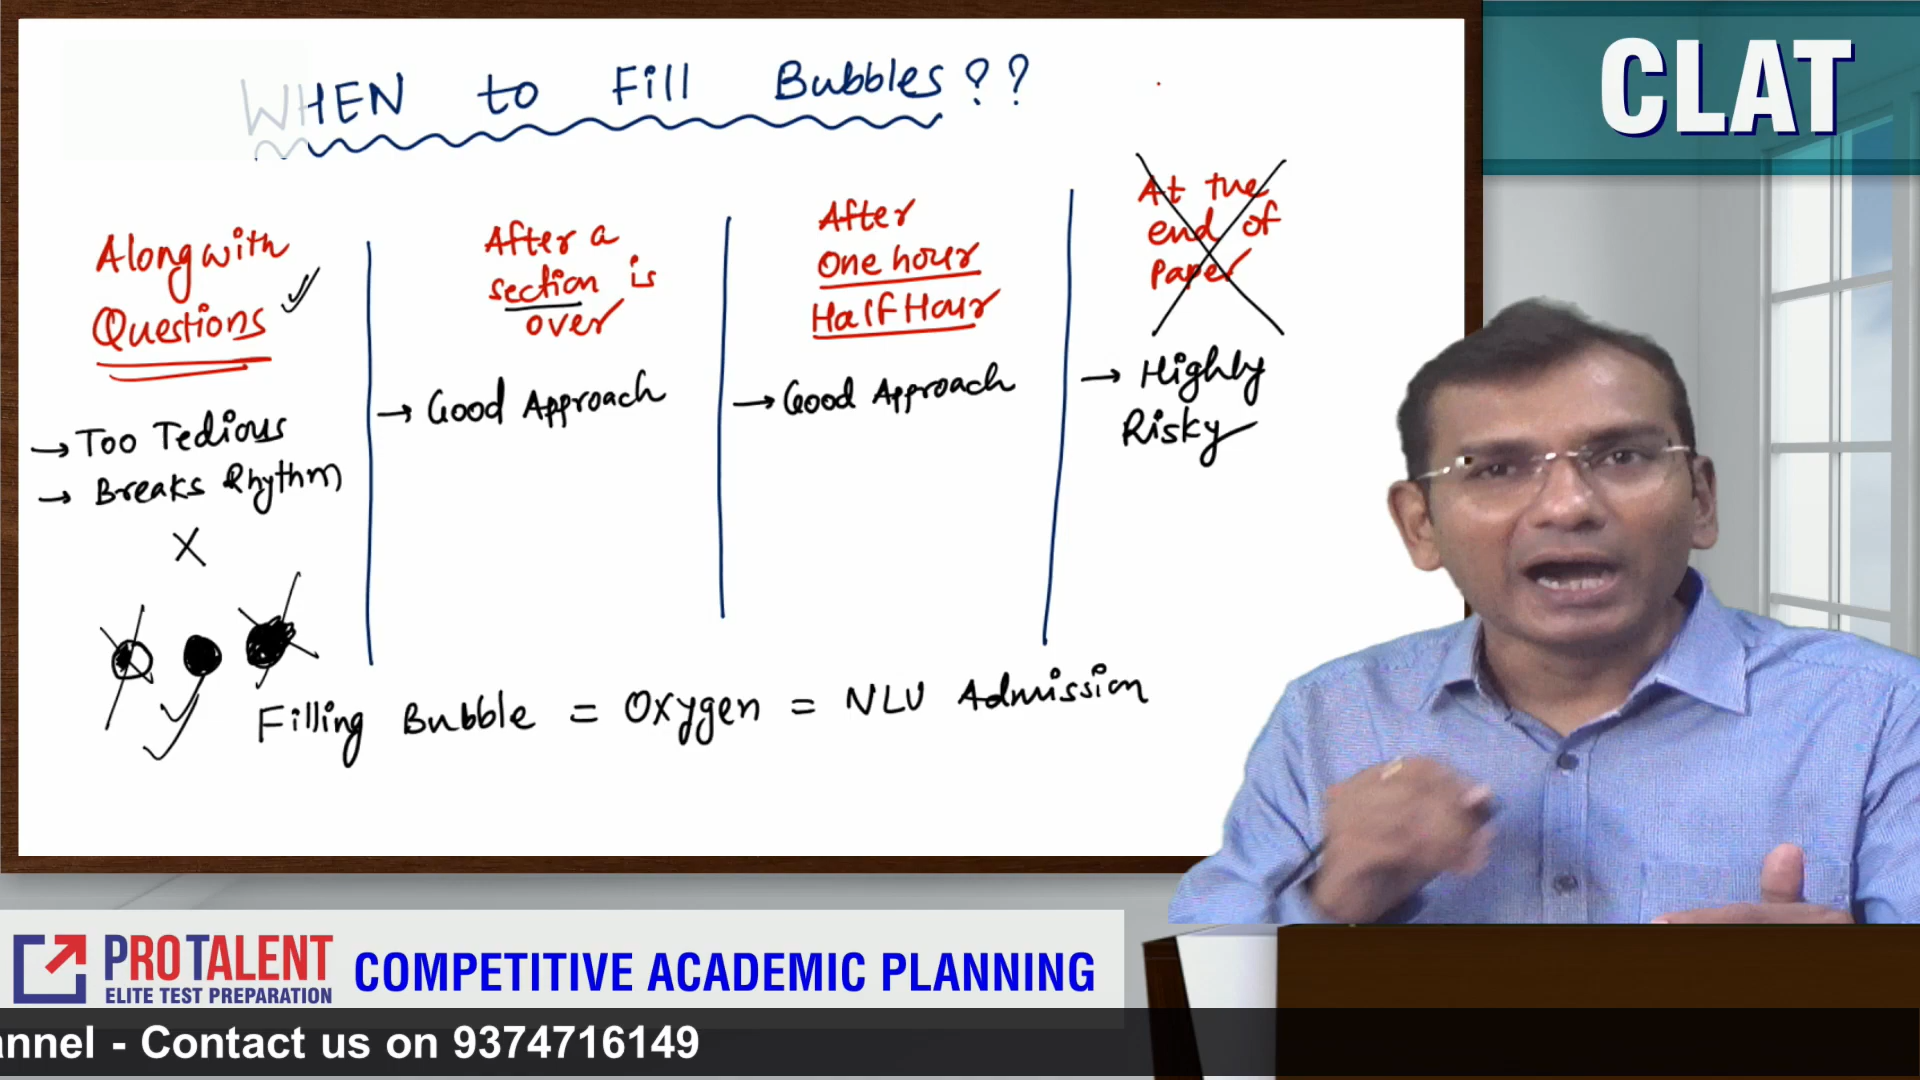 WHEN to Fill Bubbles ??
CLAT
Along with
Questions
→ Too Tedious
→ Breaks Rhythm
X
After a
section is
over
→ Good Approach
After
One hour
Half Hour
→ Good Approach
At the
end of
Paper
→ Highly
Risky
Filling Bubble = Oxygen = NLU Admission
PROTALENT
ELITE TEST PREPARATION
COMPETITIVE ACADEMIC PLANNING
annel - Contact us on 9374716149